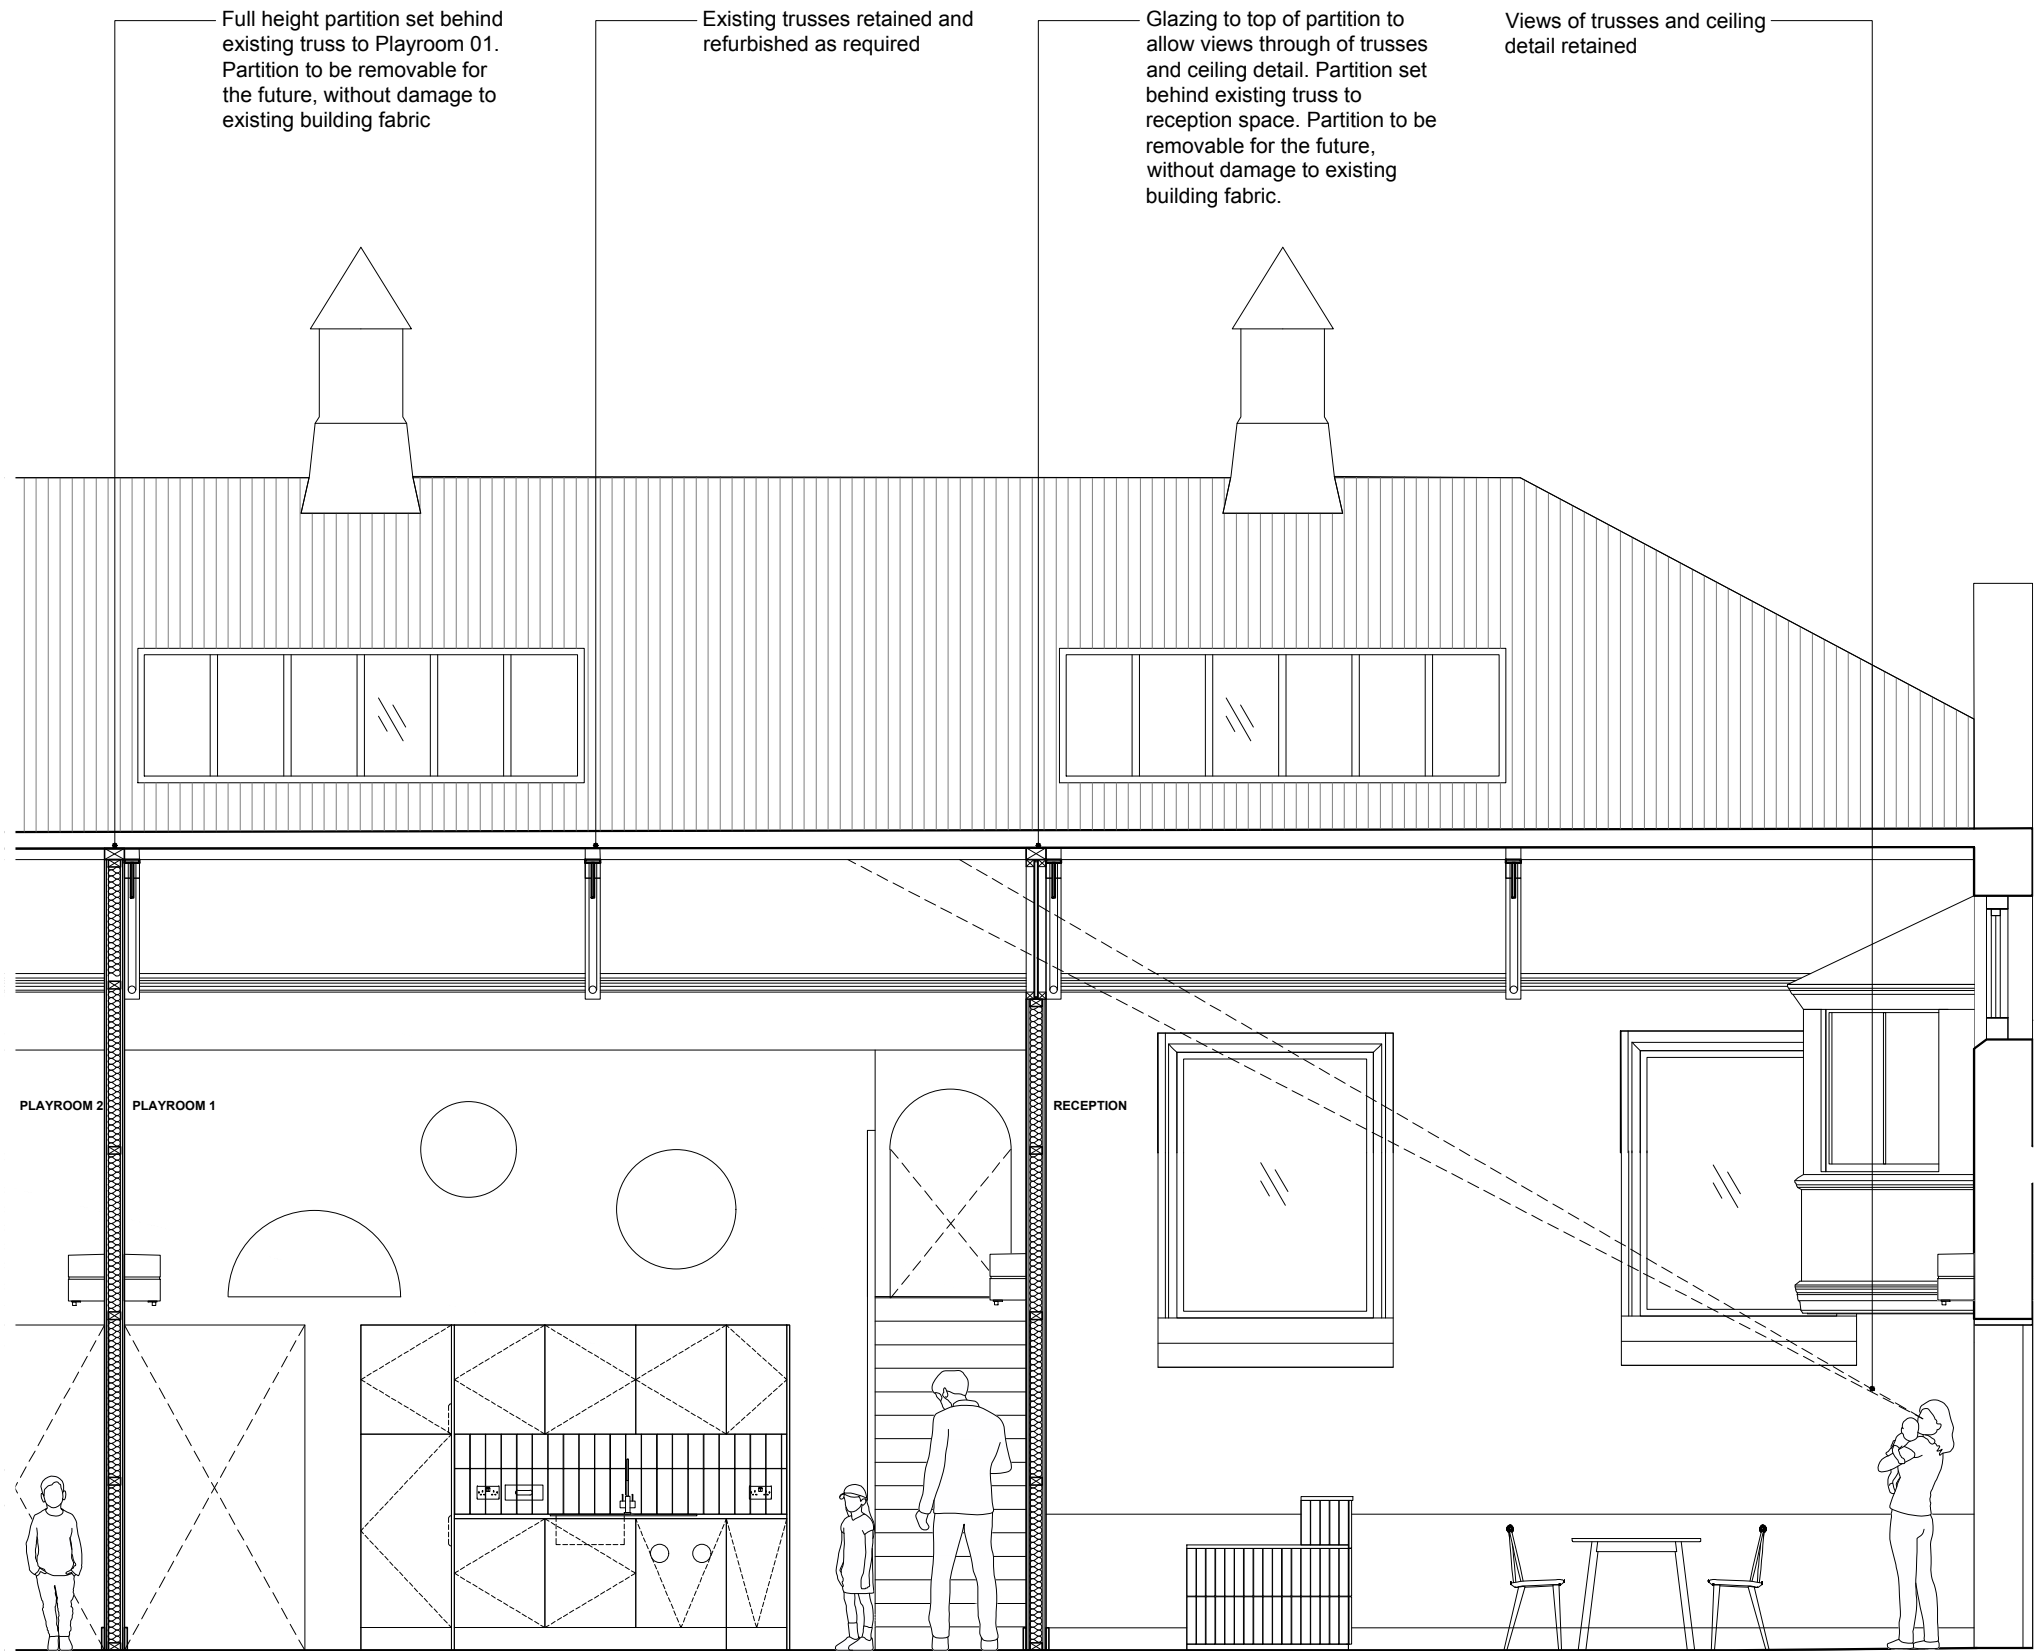 Full height partition set behind
existing truss to Playroom 01.
Partition to be removable for
the future, without damage to
existing building fabric
Existing trusses retained and
refurbished as required
Glazing to top of partition to
allow views through of trusses
and ceiling detail. Partition set
behind existing truss to
reception space. Partition to be
removable for the future,
without damage to existing
building fabric.
Views of trusses and ceiling
detail retained
PLAYROOM 2
PLAYROOM 1
RECEPTION